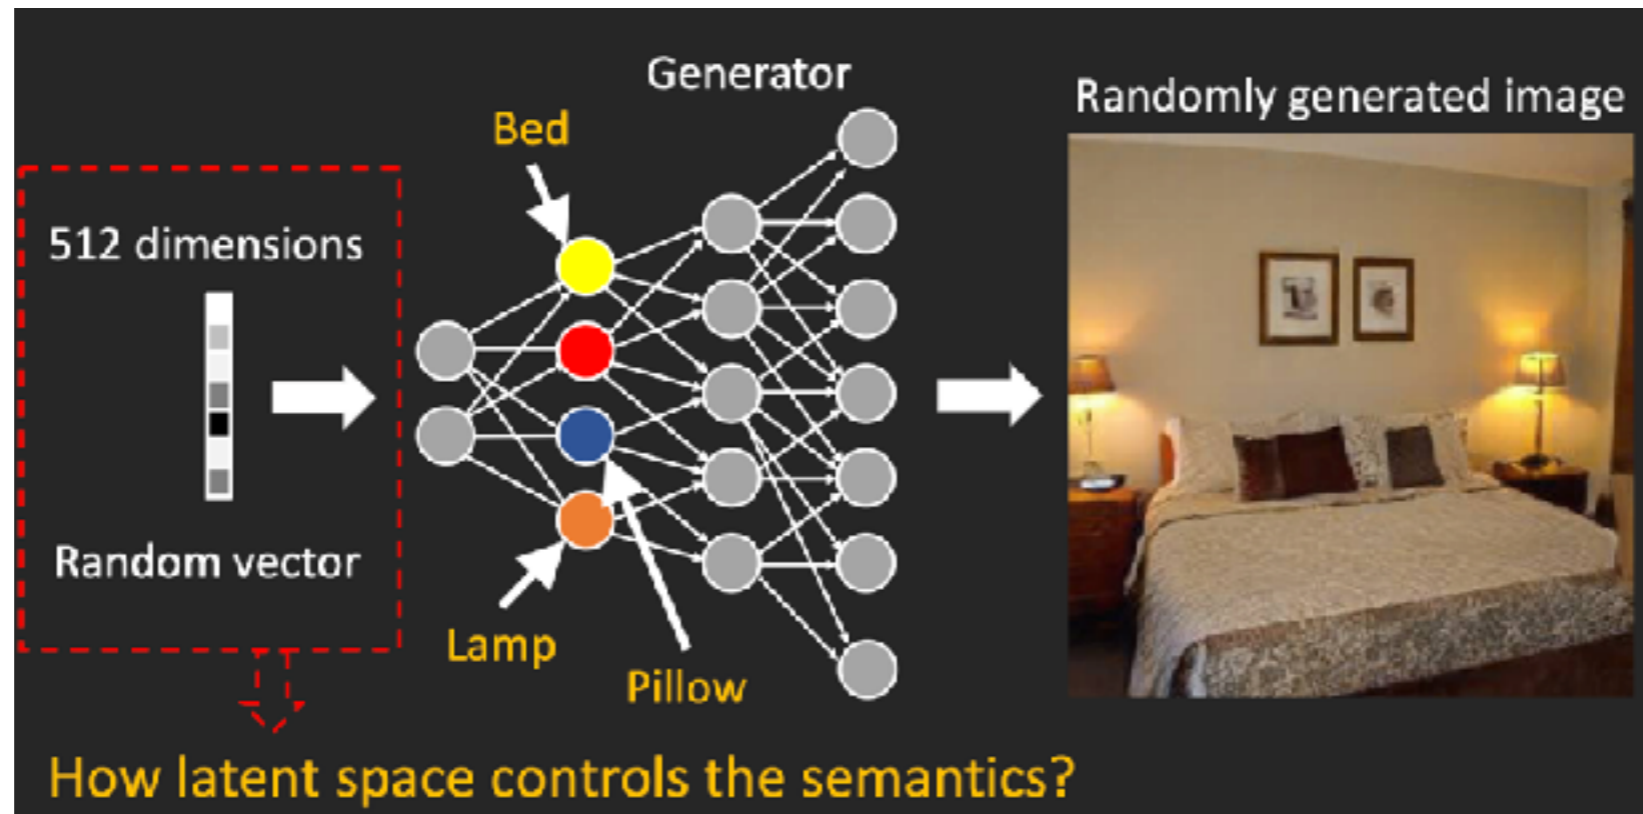 Generator
Randomly generated image
Bed
512 dimensions
Random vector
Lamp
Pillow
How latent space controls the semantics?